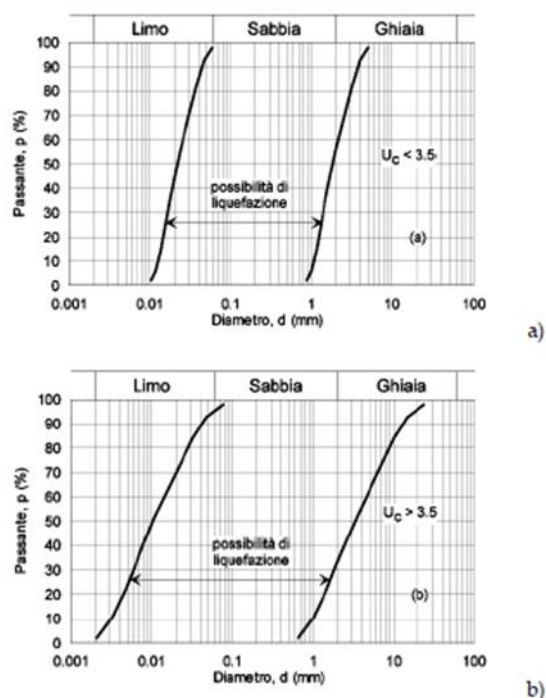 Limo Sabbia Ghiaia
100
90
80
70
60
50
40
30
20
10
0
Passante, p (%)
U_C < 3.5
possibilità di
liquefazione
(a)
0.001 0.01 0.1 1 10 100
Diametro, d (mm)
a)
Limo Sabbia Ghiaia
100
90
80
70
60
50
40
30
20
10
0
Passante, p (%)
U_C > 3.5
possibilità di
liquefazione
(b)
0.001 0.01 0.1 1 10 100
Diametro, d (mm)
b)